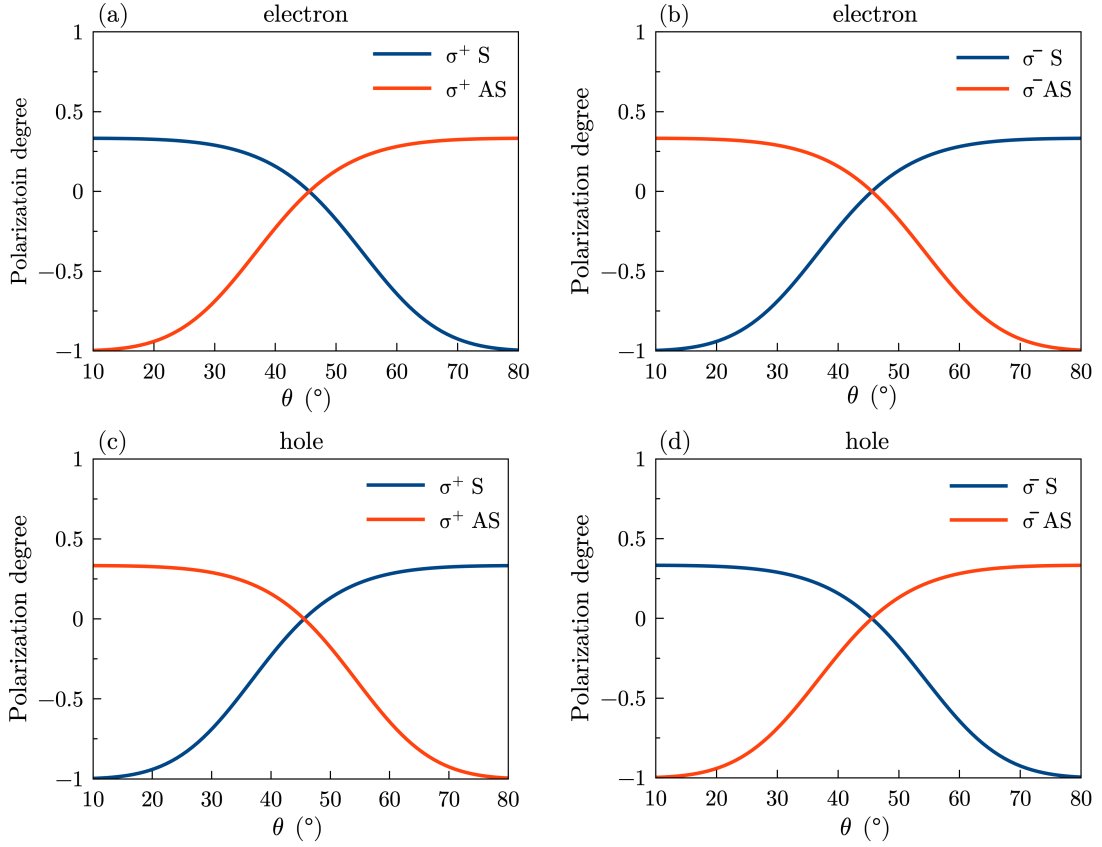 (a) electron
1
0.5
0
−0.5
−1
Polarizatoin degree
σ⁺ S
σ⁺ AS
10 20 30 40 50 60 70 80
θ (°)
(b) electron
1
0.5
0
−0.5
−1
Polarization degree
σ⁻ S
σ⁻ AS
10 20 30 40 50 60 70 80
θ (°)
(c) hole
1
0.5
0
−0.5
−1
Polarization degree
σ⁺ S
σ⁺ AS
10 20 30 40 50 60 70 80
θ (°)
(d) hole
1
0.5
0
−0.5
−1
Polarization degree
σ⁻ S
σ⁻ AS
10 20 30 40 50 60 70 80
θ (°)